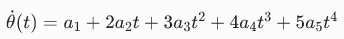 θ̇(t) = a₁ + 2a₂t + 3a₃t² + 4a₄t³ + 5a₅t⁴